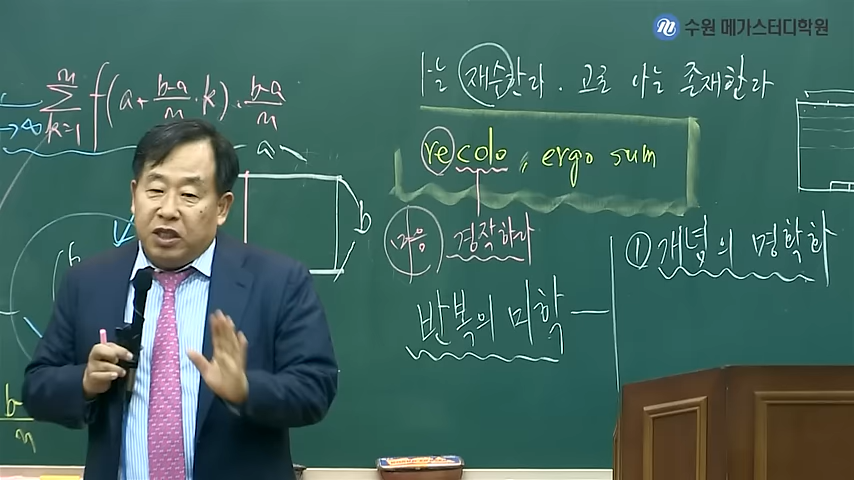 수원 메가스터디학원
나는 재수한다. 고로 나는 존재한다
recolo, ergo sum
마음 경작하라
반복의 미학
① 개념의 명확화
n
∑ f(a + b-a/n · k) · b-a/n
k=1
→∞
a
b
b-
n